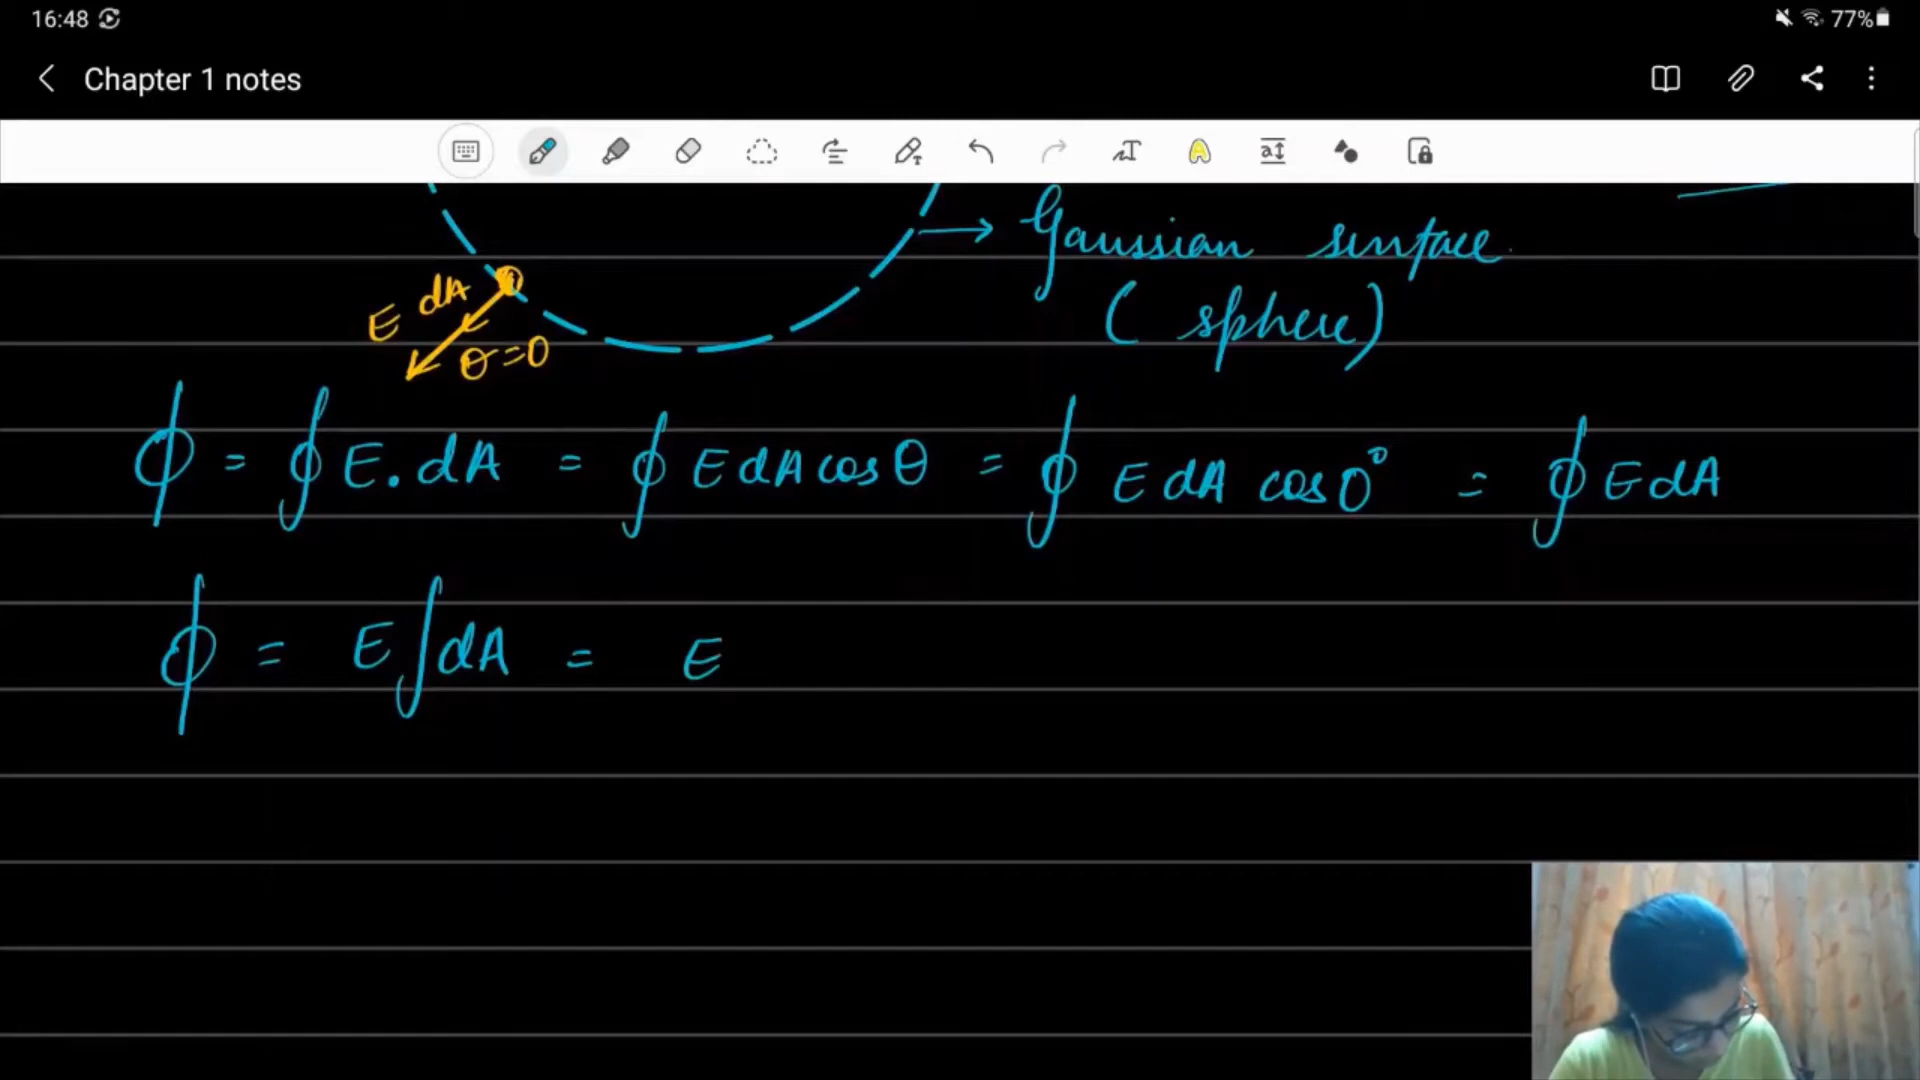 16:48 77%
Chapter 1 notes
Gaussian surface
(sphere)
E dA
θ=0
ϕ = ∮ E.dA = ∮ E dA cos θ = ∮ E dA cos 0° = ∮ E dA
ϕ = E ∫ dA = E